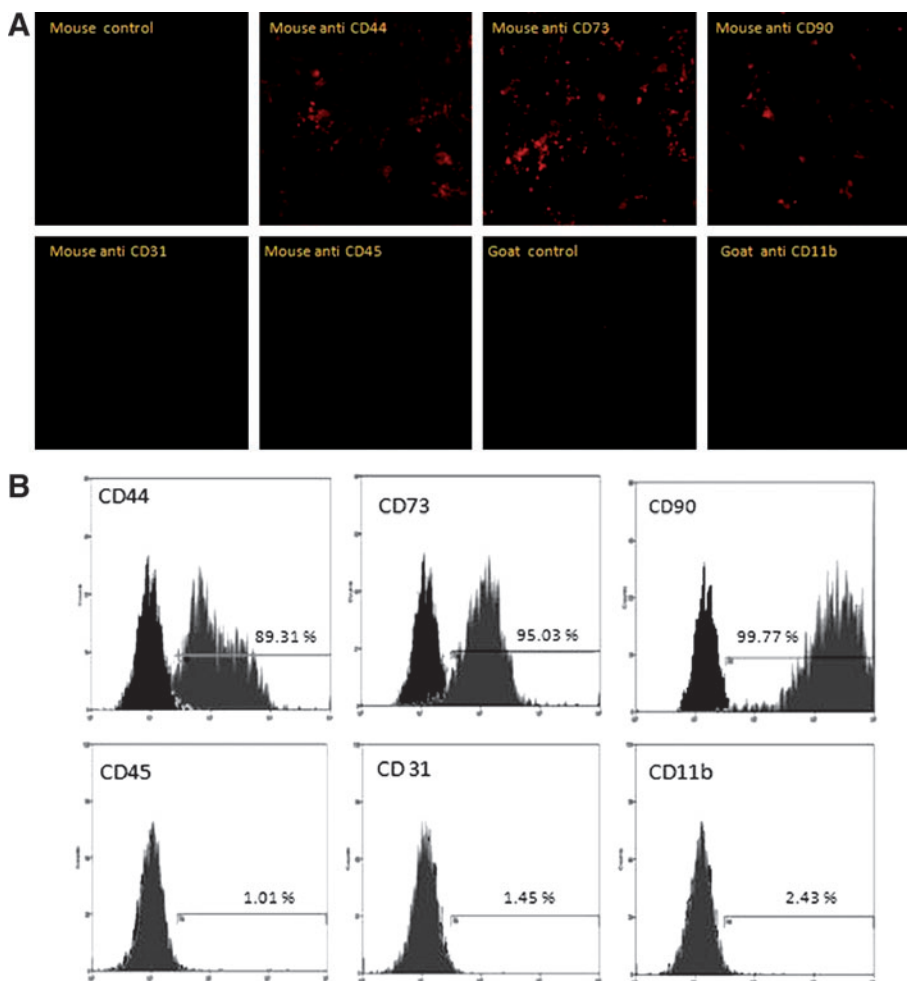 A
Mouse control
Mouse anti CD44
Mouse anti CD73
Mouse anti CD90
Mouse anti CD31
Mouse anti CD45
Goat control
Goat anti CD11b
B
CD44
89.31 %
CD73
95.03 %
CD90
99.77 %
CD45
1.01 %
CD 31
1.45 %
CD11b
2.43 %